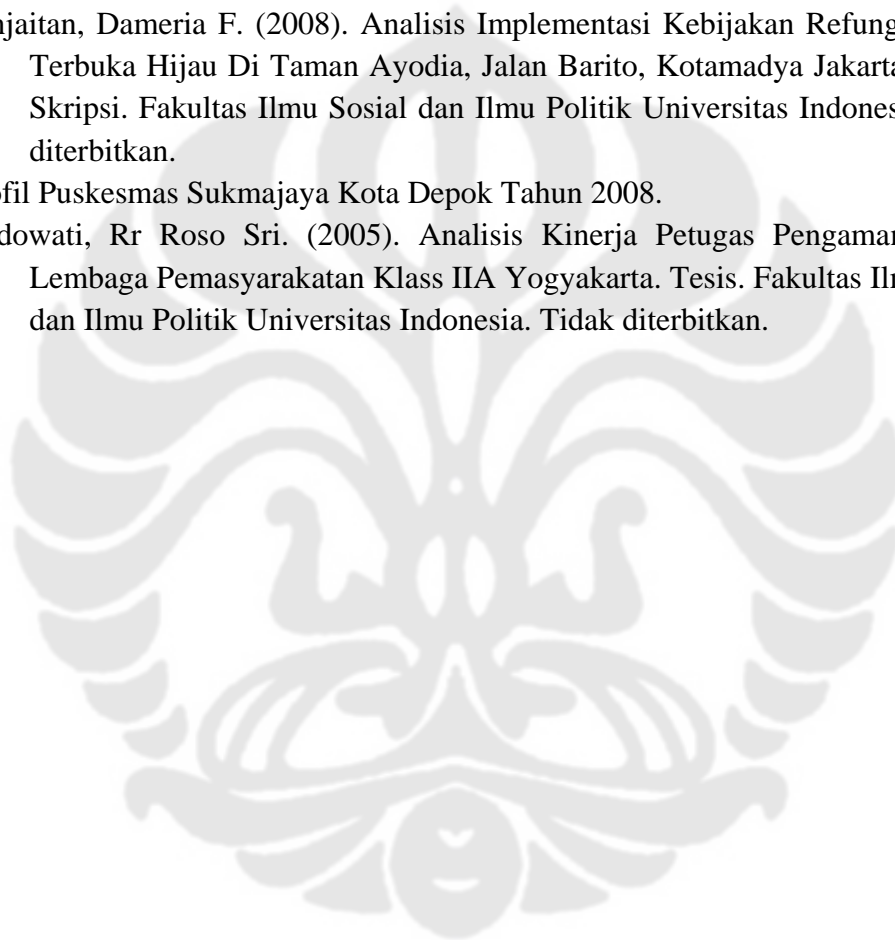 njaitan, Dameria F. (2008). Analisis Implementasi Kebijakan Refung
Terbuka Hijau Di Taman Ayodia, Jalan Barito, Kotamadya Jakarta
Skripsi. Fakultas Ilmu Sosial dan Ilmu Politik Universitas Indones
diterbitkan.
ofil Puskesmas Sukmajaya Kota Depok Tahun 2008.
dowati, Rr Roso Sri. (2005). Analisis Kinerja Petugas Pengaman
Lembaga Pemasyarakatan Klass IIA Yogyakarta. Tesis. Fakultas Il
dan Ilmu Politik Universitas Indonesia. Tidak diterbitkan.